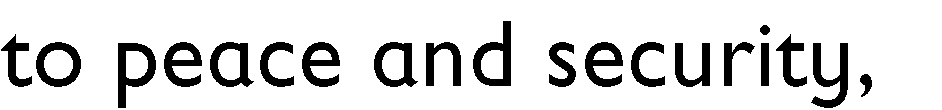 to peace and security,